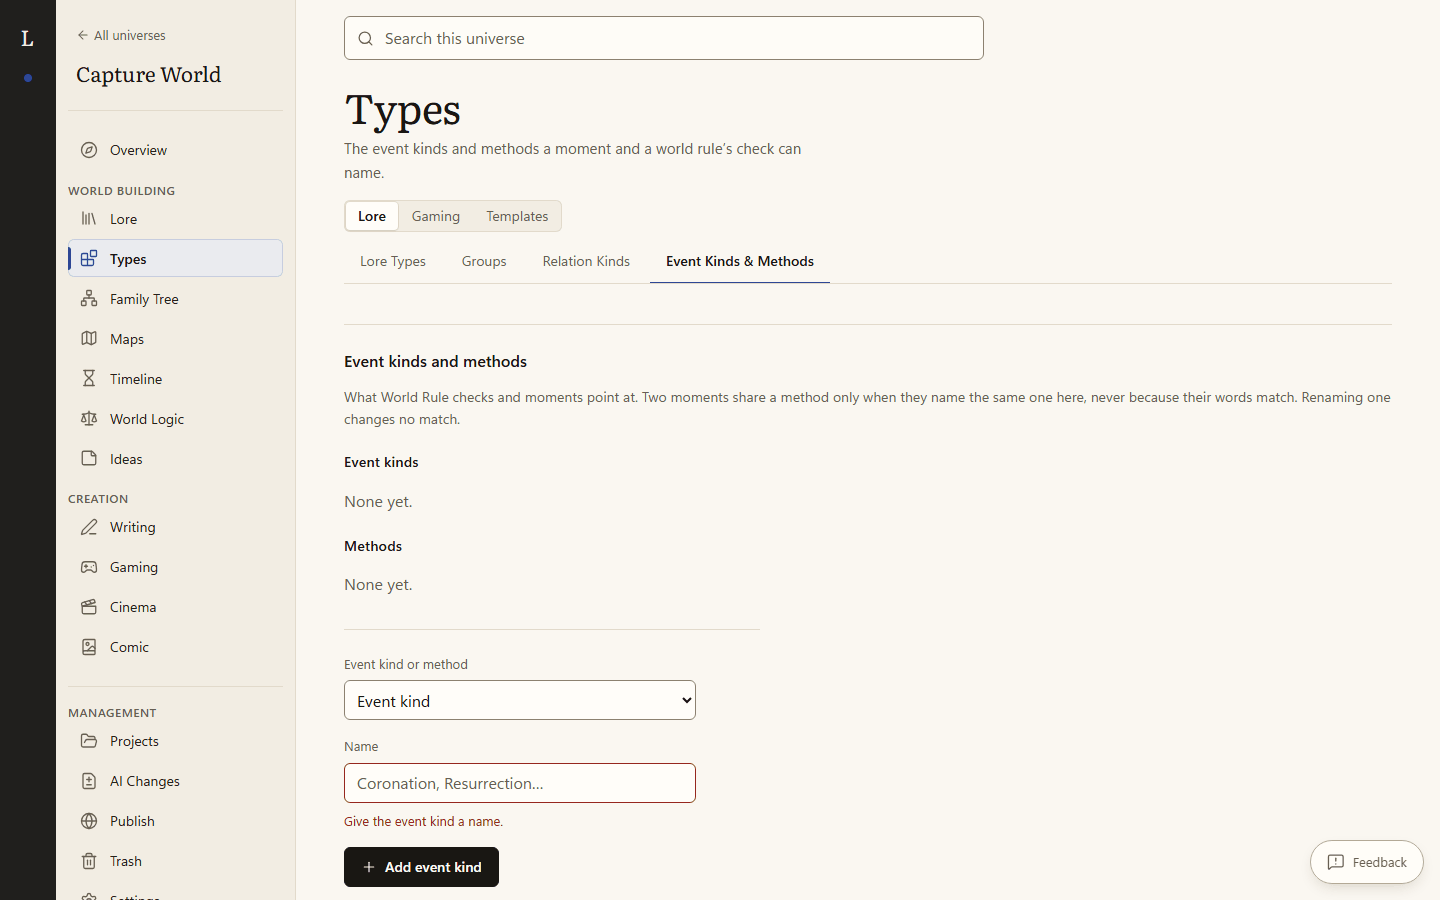 L
All universes
Capture World
Overview
WORLD BUILDING
Lore
Types
Family Tree
Maps
Timeline
World Logic
Ideas
CREATION
Writing
Gaming
Cinema
Comic
MANAGEMENT
Projects
AI Changes
Publish
Trash
Settings
Search this universe
Types
The event kinds and methods a moment and a world rule’s check can
name.
Lore Gaming Templates
Lore Types Groups Relation Kinds Event Kinds & Methods
Event kinds and methods
What World Rule checks and moments point at. Two moments share a method only when they name the same one here, never because their words match. Renaming one
changes no match.
Event kinds
None yet.
Methods
None yet.
Event kind or method
Event kind
Name
Coronation, Resurrection...
Give the event kind a name.
Add event kind
Feedback